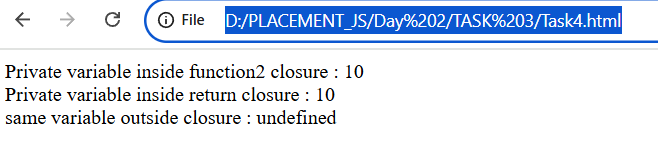 File D:/PLACEMENT_JS/Day%202/TASK%203/Task4.html
Private variable inside function2 closure : 10
Private variable inside return closure : 10
same variable outside closure : undefined